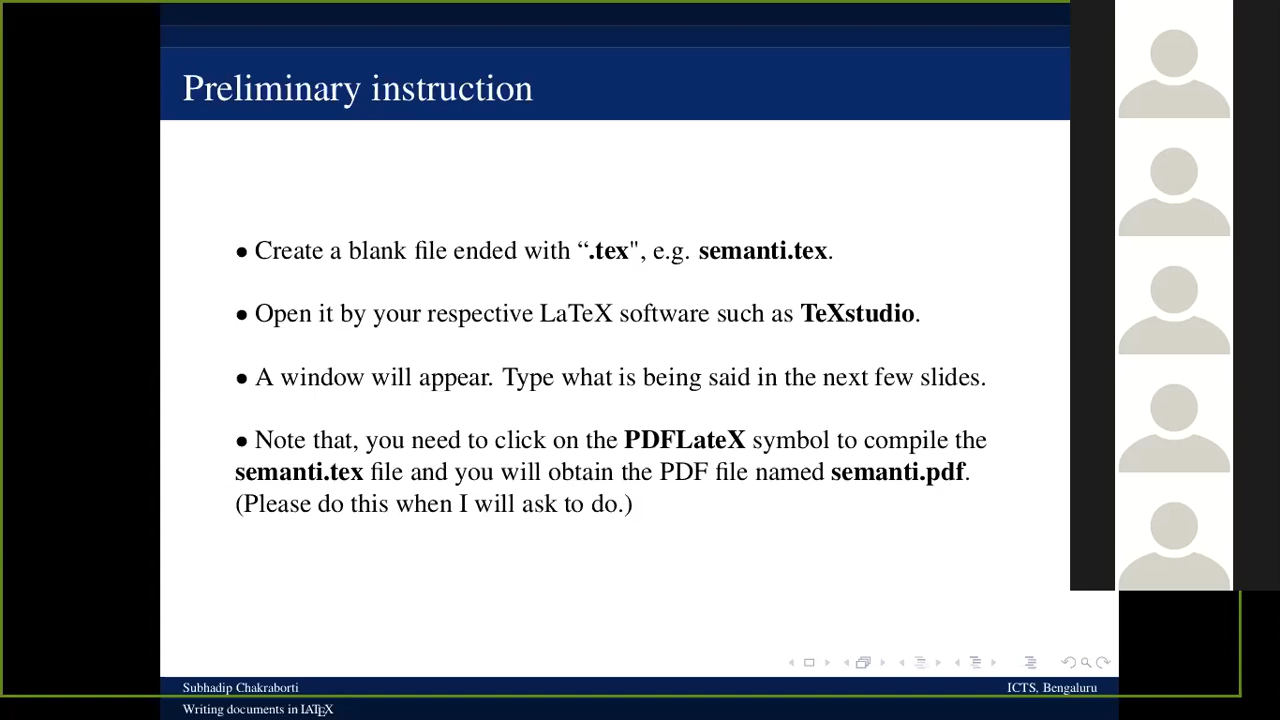 Preliminary instruction
• Create a blank file ended with “.tex", e.g. semanti.tex.
• Open it by your respective LaTeX software such as TeXstudio.
• A window will appear. Type what is being said in the next few slides.
• Note that, you need to click on the PDFLateX symbol to compile the
semanti.tex file and you will obtain the PDF file named semanti.pdf.
(Please do this when I will ask to do.)
Subhadip Chakraborti
ICTS, Bengaluru
Writing documents in LATEX